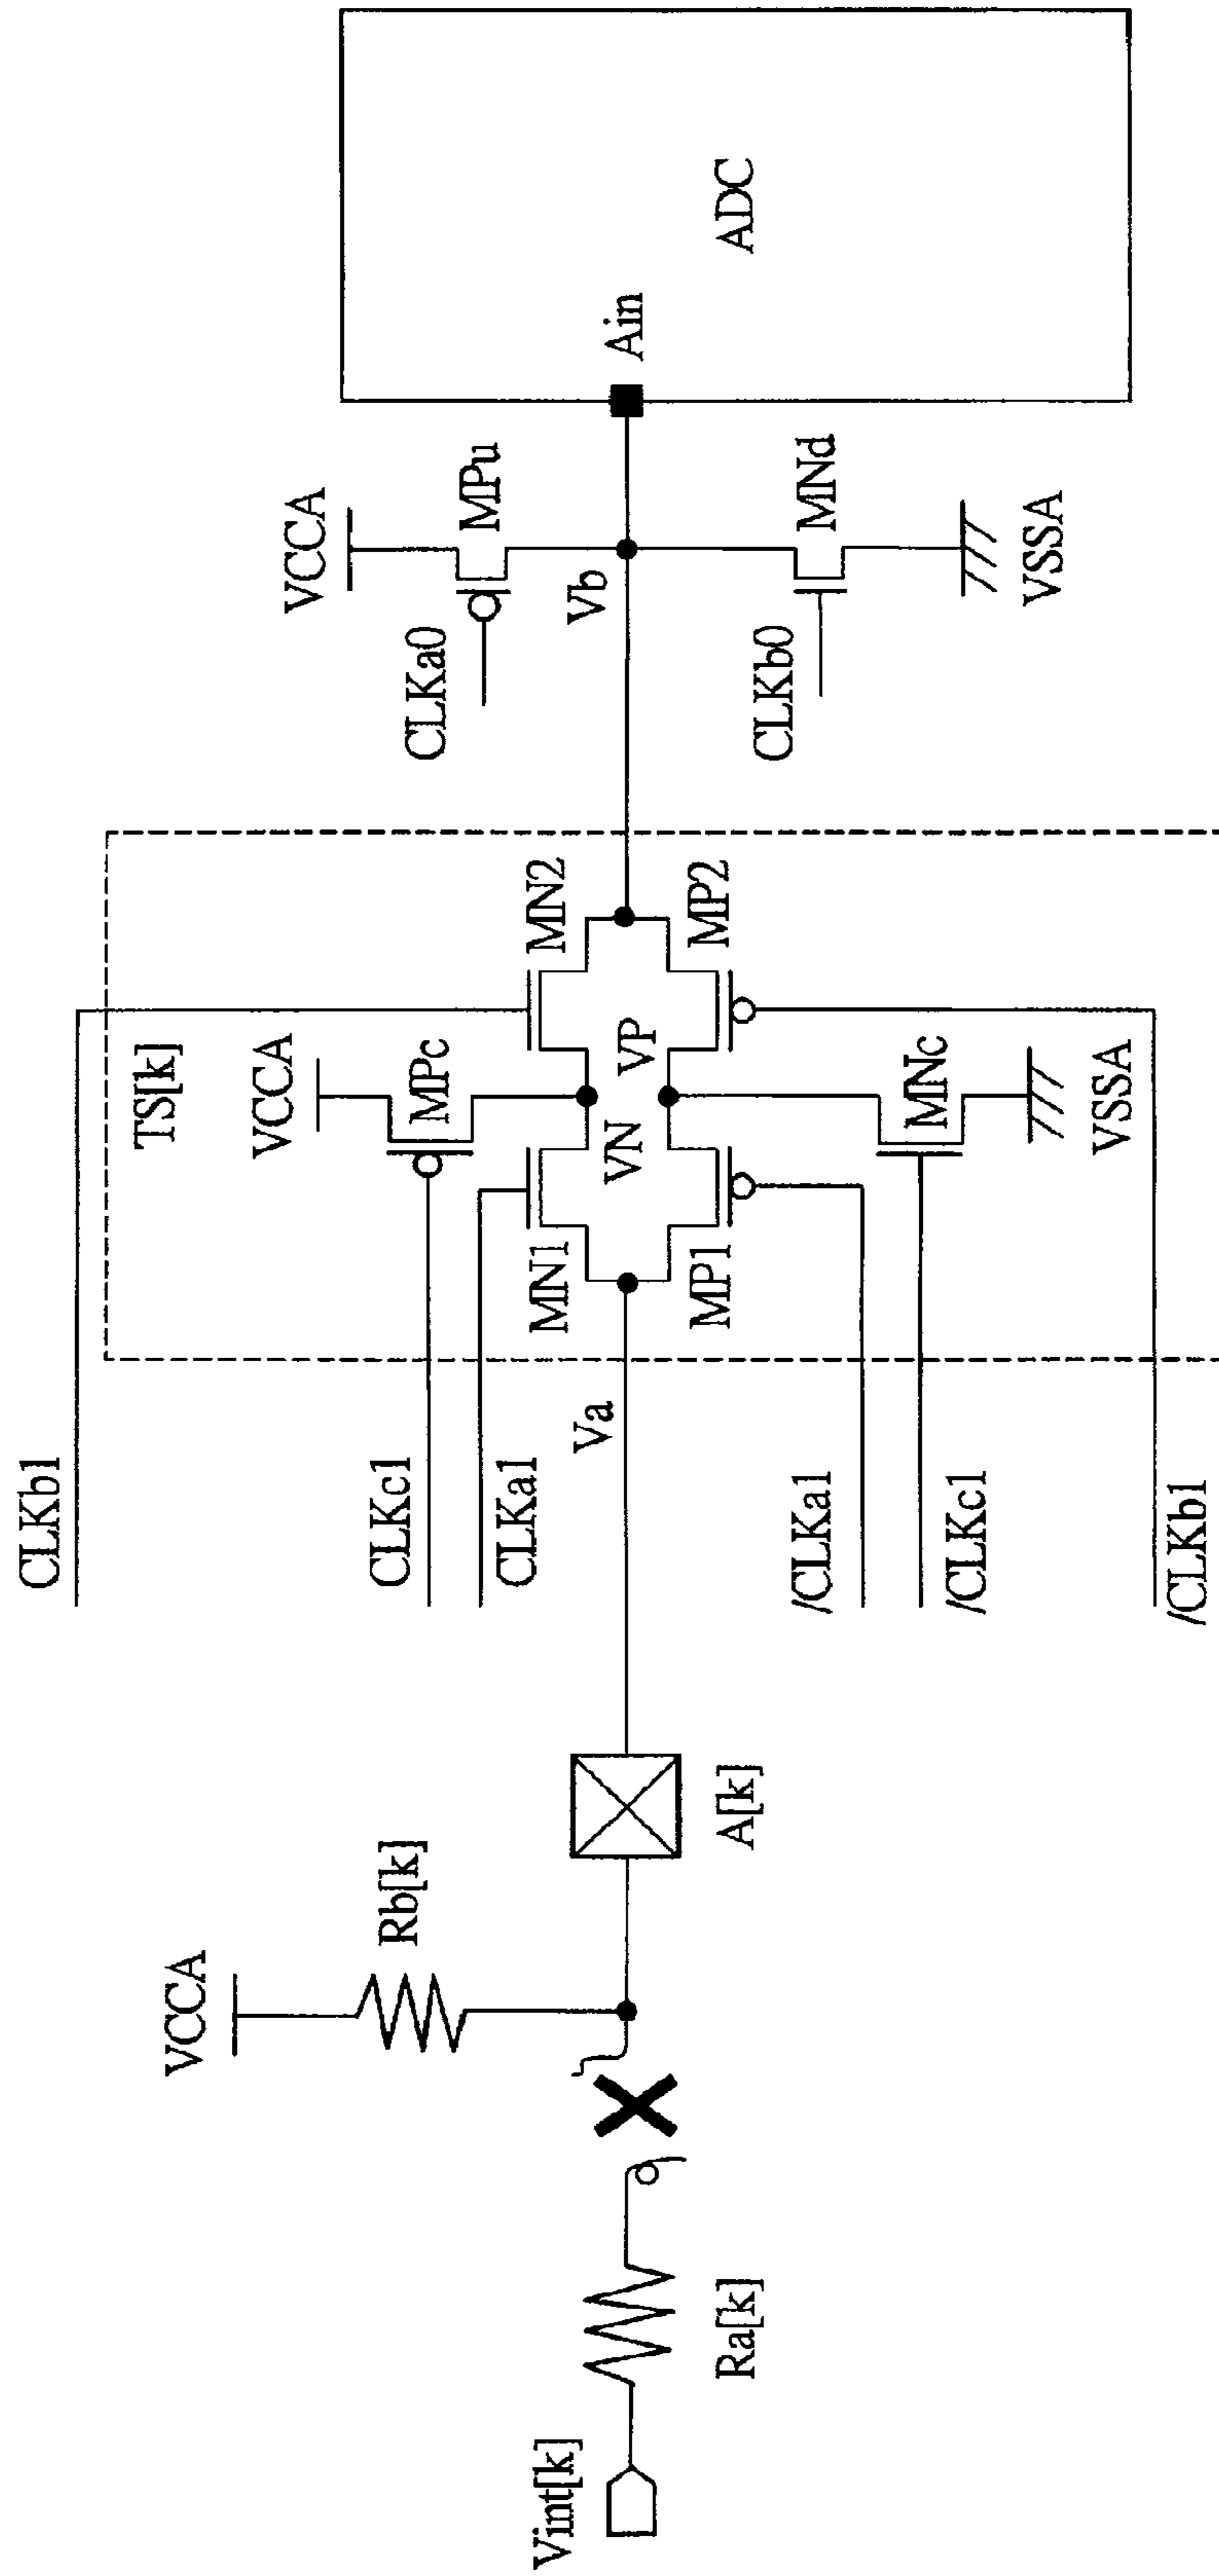 CLKb1
TS[k]
VCCA
CLKc1
MPc
CLKa1
MN1
VN
MN2
VCCA
MPu
CLKa0
Vb
Ain
ADC
VCCA
Rb[k]
Va
Vint[k]
Ra[k]
A[k]
MP1
VP
MP2
/CLKa1
MNc
/CLKc1
VSSA
/CLKb1
CLKb0
MNd
VSSA